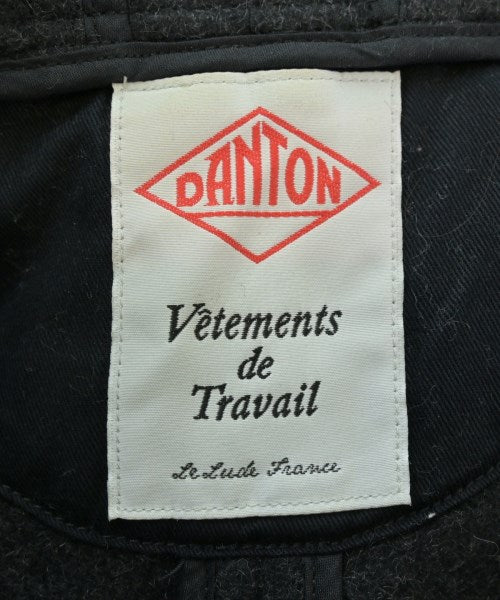 DANTON
Vêtements
de
Travail
Le Lude France